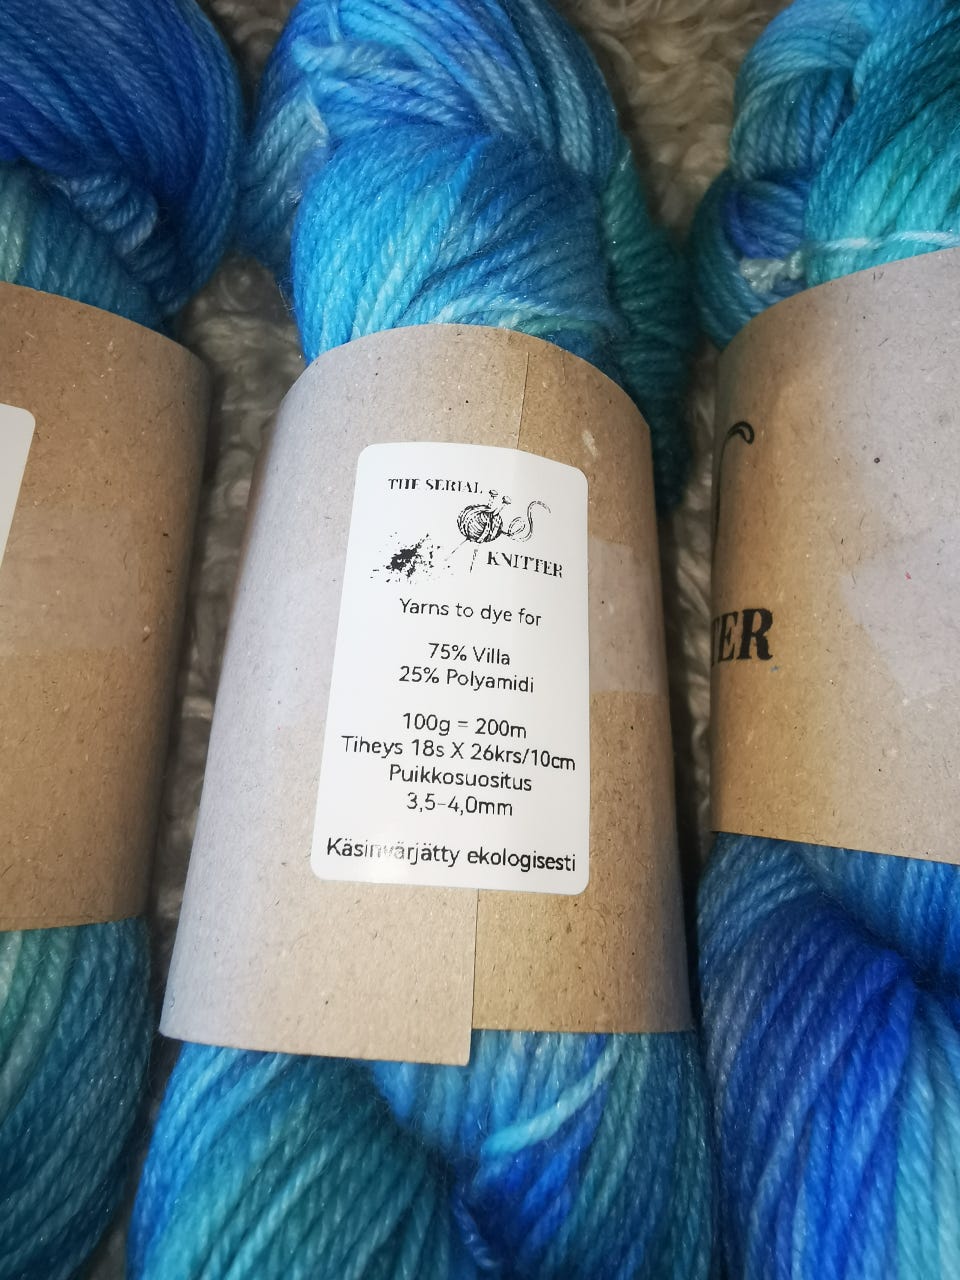 THE SERIAL
KNITTER
Yarns to dye for
75% Villa
25% Polyamidi
100g = 200m
Tiheys 18s X 26krs/10cm
Puikkosuositus
3,5-4,0mm
Käsinvärjätty ekologisesti
TER